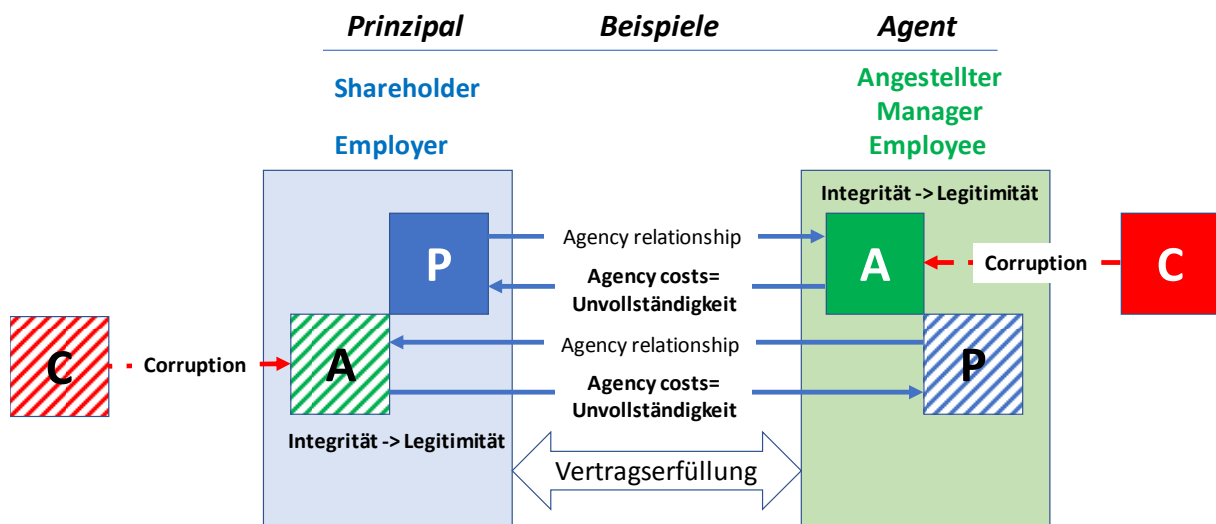 Prinzipal Beispiele Agent
Shareholder
Employer
Angestellter
Manager
Employee
Integrität -> Legitimität
P
Agency relationship
A
Corruption
C
Agency costs=
Unvollständigkeit
C
Corruption
A
Agency relationship
P
Agency costs=
Unvollständigkeit
Integrität -> Legitimität
Vertragserfüllung